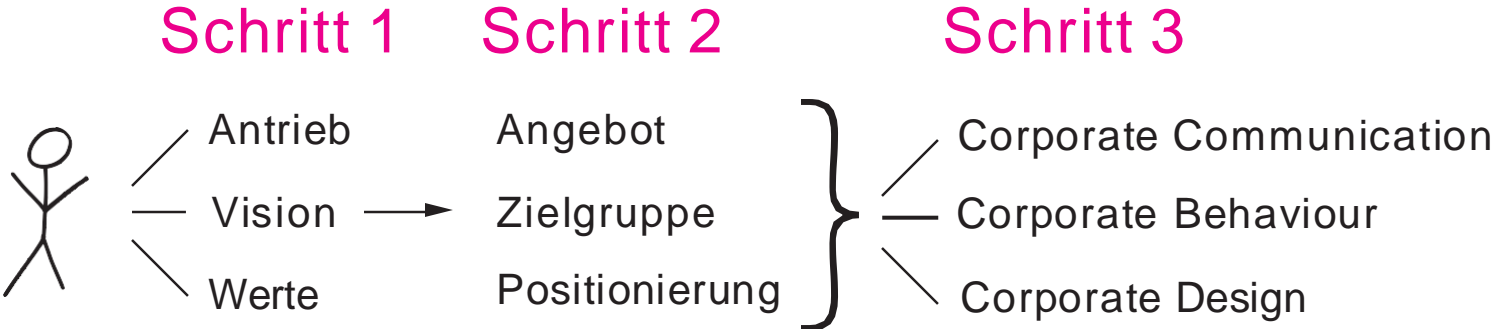 Schritt 1 Schritt 2 Schritt 3
Antrieb Angebot Corporate Communication
Vision Zielgruppe Corporate Behaviour
Werte Positionierung Corporate Design